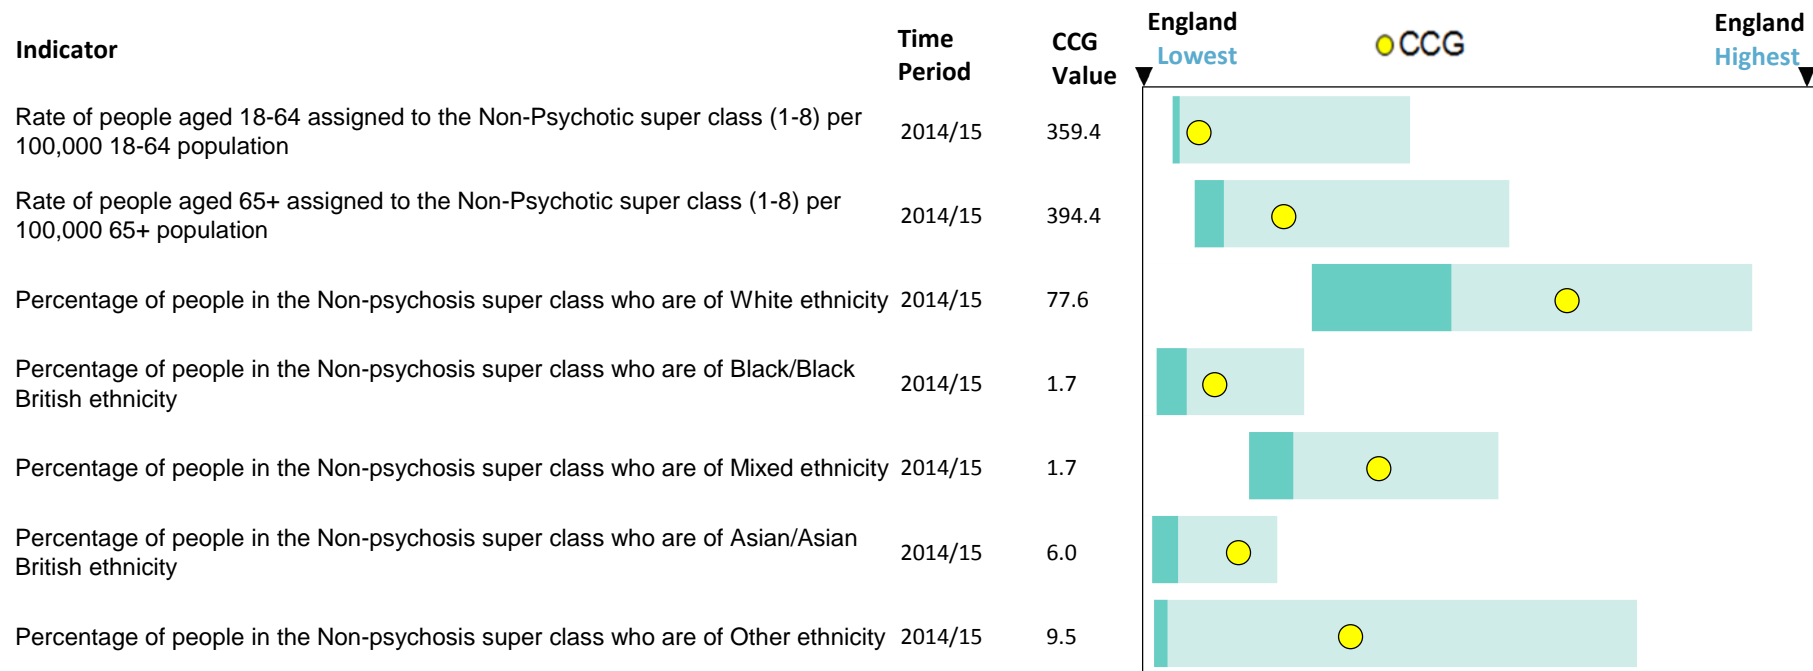 Indicator
Time Period
CCG Value
England Lowest
CCG
England Highest
Rate of people aged 18-64 assigned to the Non-Psychotic super class (1-8) per
100,000 18-64 population
2014/15
359.4
Rate of people aged 65+ assigned to the Non-Psychotic super class (1-8) per
100,000 65+ population
2014/15
394.4
Percentage of people in the Non-psychosis super class who are of White ethnicity
2014/15
77.6
Percentage of people in the Non-psychosis super class who are of Black/Black
British ethnicity
2014/15
1.7
Percentage of people in the Non-psychosis super class who are of Mixed ethnicity
2014/15
1.7
Percentage of people in the Non-psychosis super class who are of Asian/Asian
British ethnicity
2014/15
6.0
Percentage of people in the Non-psychosis super class who are of Other ethnicity
2014/15
9.5